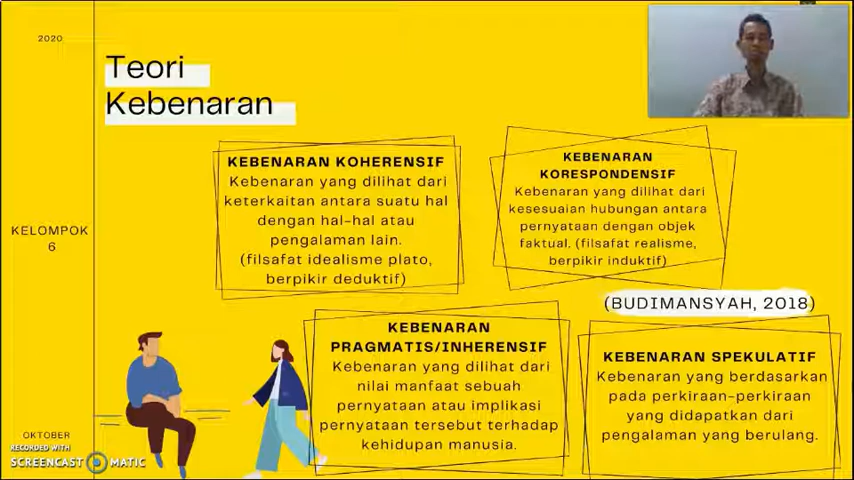 2020
Teori
Kebenaran
KEBENARAN KOHERENSIF
Kebenaran yang dilihat dari
keterkaitan antara suatu hal
dengan hal-hal atau
pengalaman lain.
(filsafat idealisme plato,
berpikir deduktif)
KEBENARAN
KORESPONDENSIF
Kebenaran yang dilihat dari
kesesuaian hubungan antara
pernyataan dengan objek
faktual. (filsafat realisme,
berpikir induktif)
KELOMPOK
6
(BUDIMANSYAH, 2018)
KEBENARAN
PRAGMATIS/INHERENSIF
Kebenaran yang dilihat dari
nilai manfaat sebuah
pernyataan atau implikasi
pernyataan tersebut terhadap
kehidupan manusia.
KEBENARAN SPEKULATIF
Kebenaran yang berdasarkan
pada perkiraan-perkiraan
yang didapatkan dari
pengalaman yang berulang.
OKTOBER
RECORDED WITH
SCREENCAST MATIC